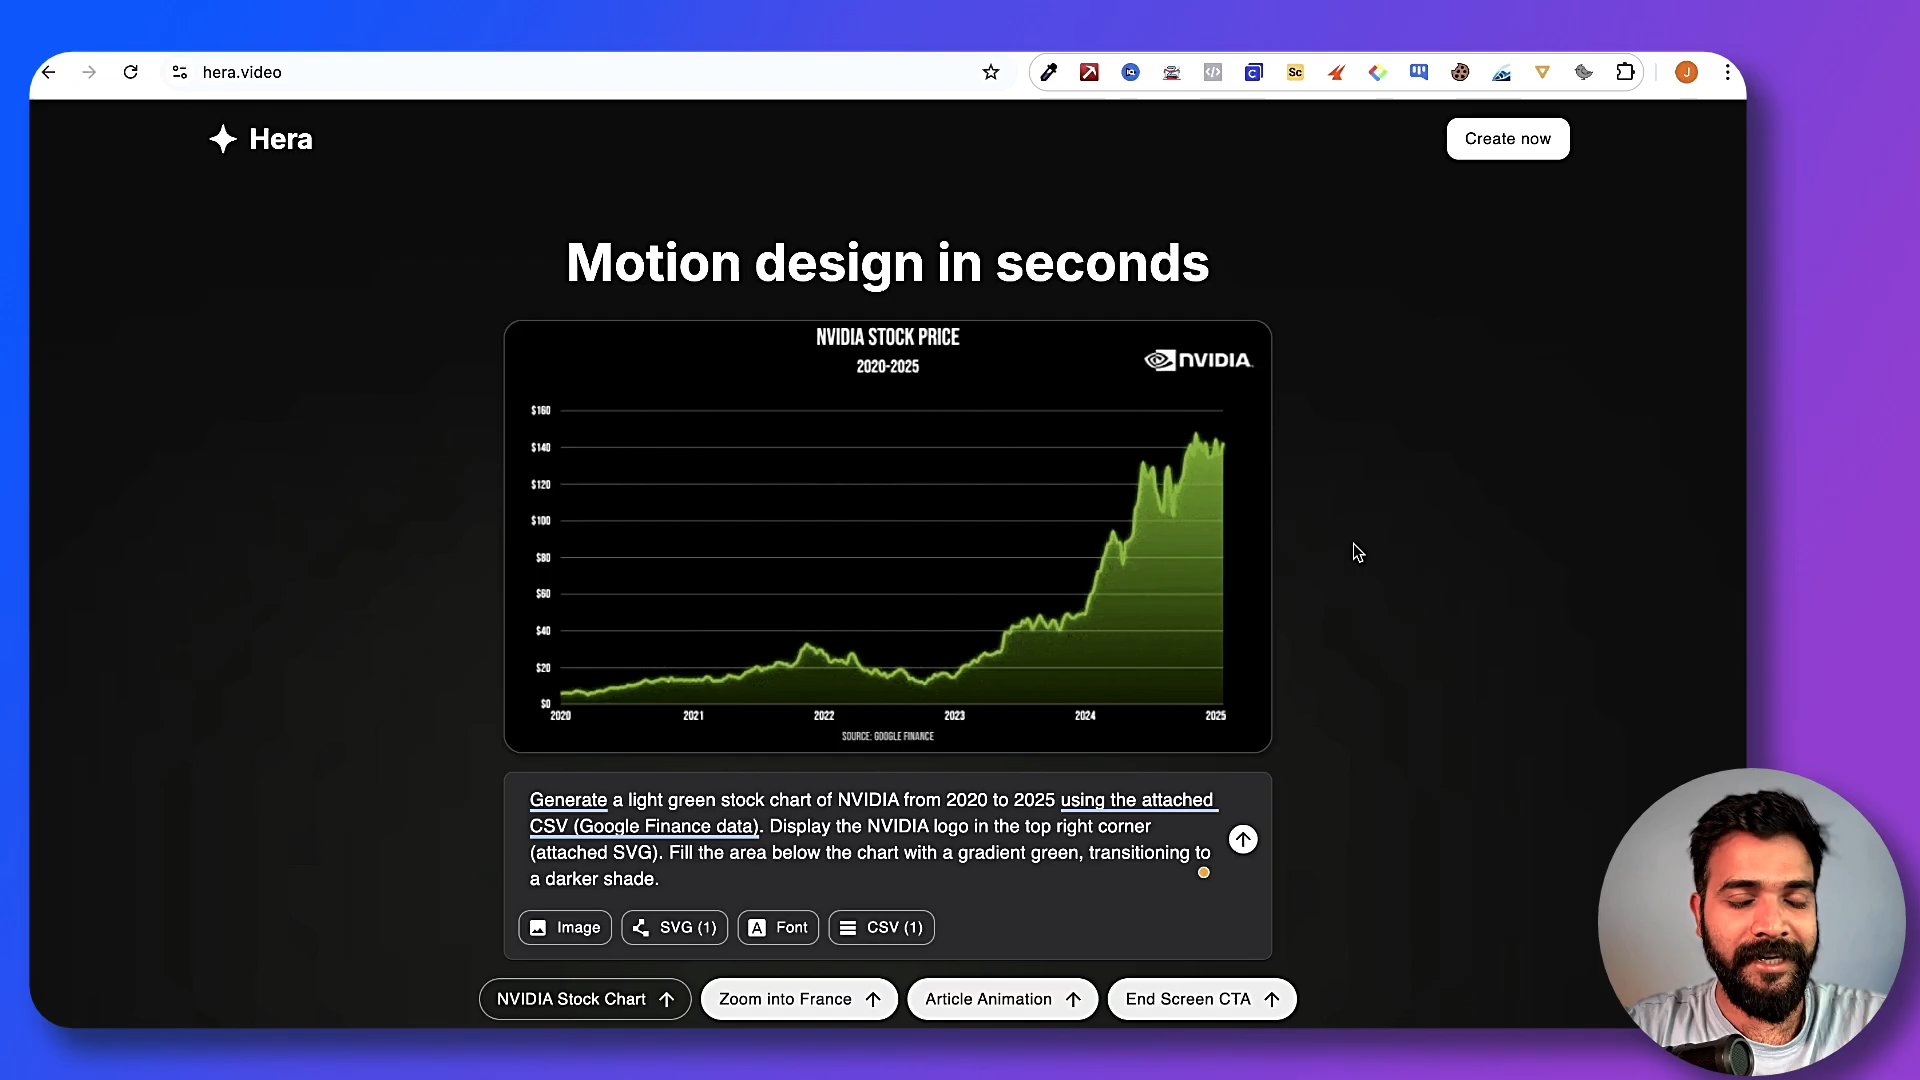 hera.video
Sc
J
Hera
Create now
Motion design in seconds
NVIDIA STOCK PRICE
2020-2025
NVIDIA
$160
$140
$120
$100
$80
$60
$40
$20
$0
2020 2021 2022 2023 2024 2025
SOURCE: GOOGLE FINANCE
Generate a light green stock chart of NVIDIA from 2020 to 2025 using the attached
CSV (Google Finance data). Display the NVIDIA logo in the top right corner
(attached SVG). Fill the area below the chart with a gradient green, transitioning to
a darker shade.
Image SVG (1) A Font CSV (1)
NVIDIA Stock Chart Zoom into France Article Animation End Screen CTA